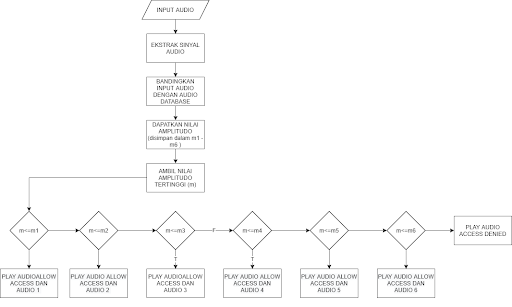 INPUT AUDIO
EKSTRAK SINYAL
AUDIO
BANDINGKAN
INPUT AUDIO
DENGAN AUDIO
DATABASE
DAPATKAN NILAI
AMPLITUDO
(disimpan dalam m1 -
m6 )
AMBIL NILAI
AMPLITUDO
TERTINGGI (m)
m<=m1
m<=m2
m<=m3
F
m<=m4
m<=m5
m<=m6
PLAY AUDIO
ACCESS DENIED
T
T
PLAY AUDIOALLOW
ACCESS DAN
AUDIO 1
PLAY AUDIO ALLOW
ACCESS DAN
AUDIO 2
PLAY AUDIOALLOW
ACCESS DAN
AUDIO 3
PLAY AUDIO ALLOW
ACCESS DAN
AUDIO 4
PLAY AUDIO ALLOW
ACCESS DAN
AUDIO 5
PLAY AUDIO ALLOW
ACCESS DAN
AUDIO 6